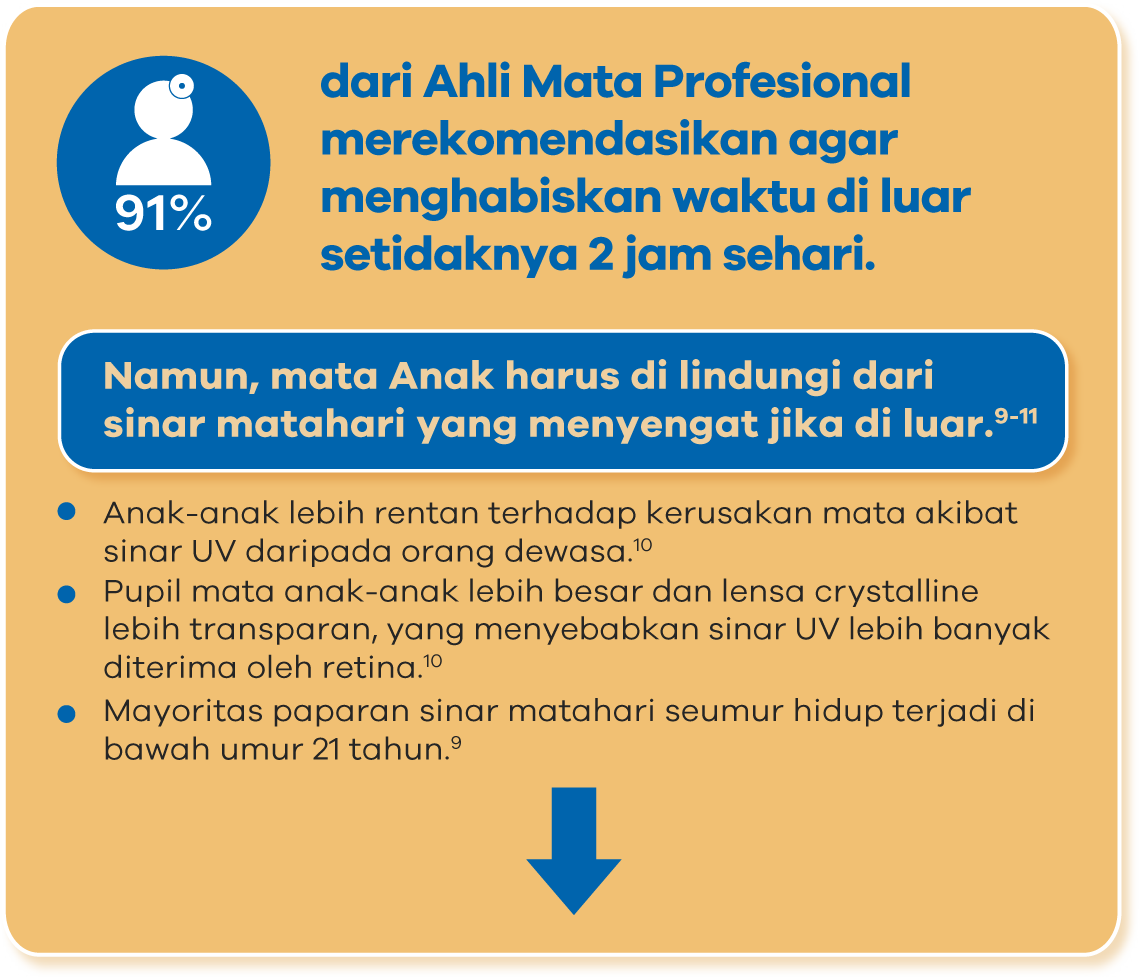 91%
dari Ahli Mata Profesional
merekomendasikan agar
menghabiskan waktu di luar
setidaknya 2 jam sehari.
Namun, mata Anak harus di lindungi dari
sinar matahari yang menyengat jika di luar.⁹⁻¹¹
Anak-anak lebih rentan terhadap kerusakan mata akibat
sinar UV daripada orang dewasa.¹⁰
Pupil mata anak-anak lebih besar dan lensa crystalline
lebih transparan, yang menyebabkan sinar UV lebih banyak
diterima oleh retina.¹⁰
Mayoritas paparan sinar matahari seumur hidup terjadi di
bawah umur 21 tahun.⁹